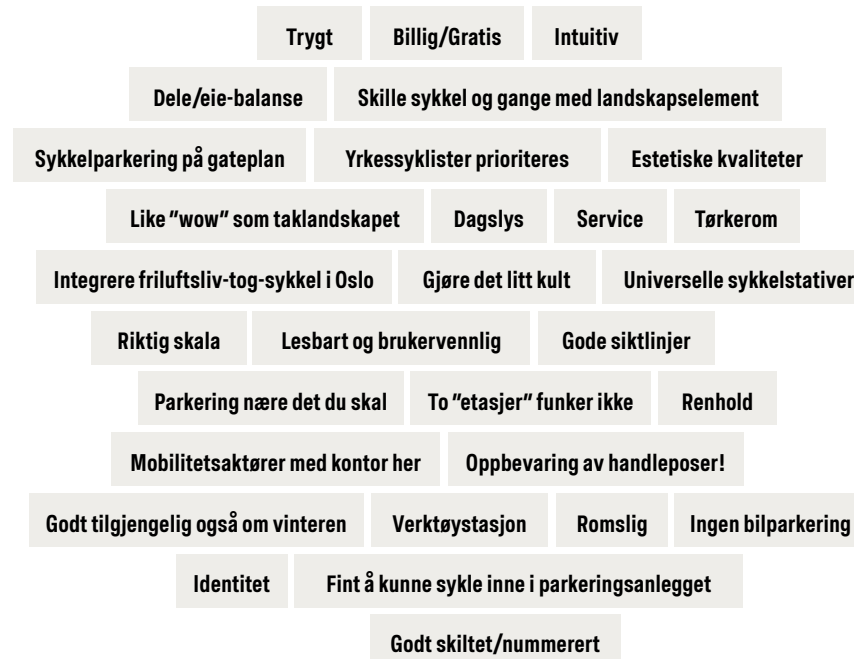 Trygt Billig/Gratis Intuitiv
Dele/eie-balanse Skille sykkel og gange med landskapselement
Sykkelparkering på gateplan Yrkessyklister prioriteres Estetiske kvaliteter
Like "wow" som taklandskapet Dagslys Service Tørkerom
Integrere friluftsliv-tog-sykkel i Oslo Gjøre det litt kult Universelle sykkelstativer
Riktig skala Lesbart og brukervennlig Gode siktlinjer
Parkering nære det du skal To "etasjer" funker ikke Renhold
Mobilitetsaktører med kontor her Oppbevaring av handleposer!
Godt tilgjengelig også om vinteren Verktøystasjon Romslig Ingen bilparkering
Identitet Fint å kunne sykle inne i parkeringsanlegget
Godt skiltet/nummerert